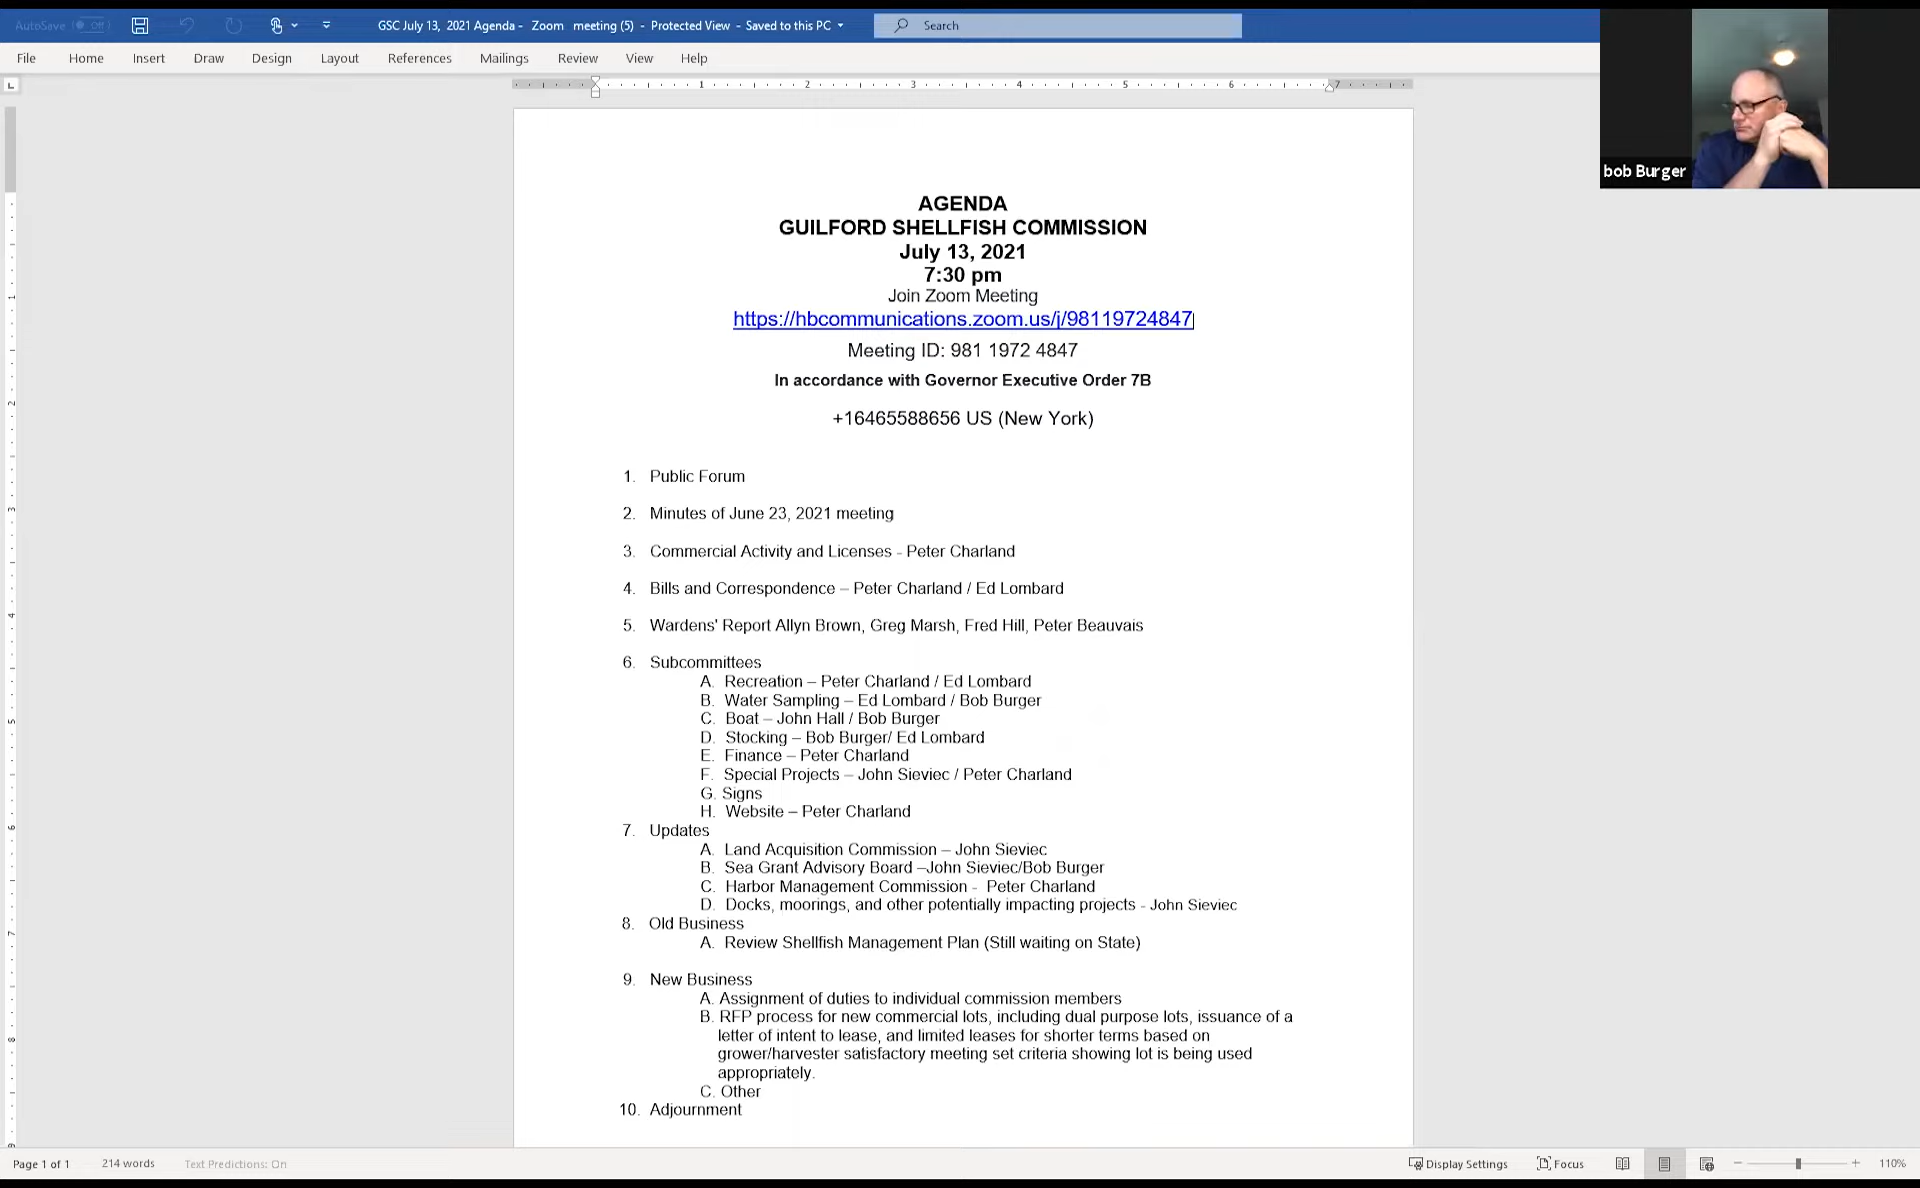 AutoSave Off GSC July 13, 2021 Agenda - Zoom meeting (5) - Protected View - Saved to this PC Search
File Home Insert Draw Design Layout References Mailings Review View Help
1 2 3 4 5 6 7
bob Burger
AGENDA
GUILFORD SHELLFISH COMMISSION
July 13, 2021
7:30 pm
Join Zoom Meeting
https://hbcommunications.zoom.us/j/98119724847
Meeting ID: 981 1972 4847
In accordance with Governor Executive Order 7B
+16465588656 US (New York)
1. Public Forum
2. Minutes of June 23, 2021 meeting
3. Commercial Activity and Licenses - Peter Charland
4. Bills and Correspondence – Peter Charland / Ed Lombard
5. Wardens' Report Allyn Brown, Greg Marsh, Fred Hill, Peter Beauvais
6. Subcommittees
A. Recreation – Peter Charland / Ed Lombard
B. Water Sampling – Ed Lombard / Bob Burger
C. Boat – John Hall / Bob Burger
D. Stocking – Bob Burger/ Ed Lombard
E. Finance – Peter Charland
F. Special Projects – John Sieviec / Peter Charland
G. Signs
H. Website – Peter Charland
7. Updates
A. Land Acquisition Commission – John Sieviec
B. Sea Grant Advisory Board –John Sieviec/Bob Burger
C. Harbor Management Commission - Peter Charland
D. Docks, moorings, and other potentially impacting projects - John Sieviec
8. Old Business
A. Review Shellfish Management Plan (Still waiting on State)
9. New Business
A. Assignment of duties to individual commission members
B. RFP process for new commercial lots, including dual purpose lots, issuance of a
letter of intent to lease, and limited leases for shorter terms based on
grower/harvester satisfactory meeting set criteria showing lot is being used
appropriately.
C. Other
10. Adjournment
Page 1 of 1 214 words Text Predictions: On Display Settings Focus 110%